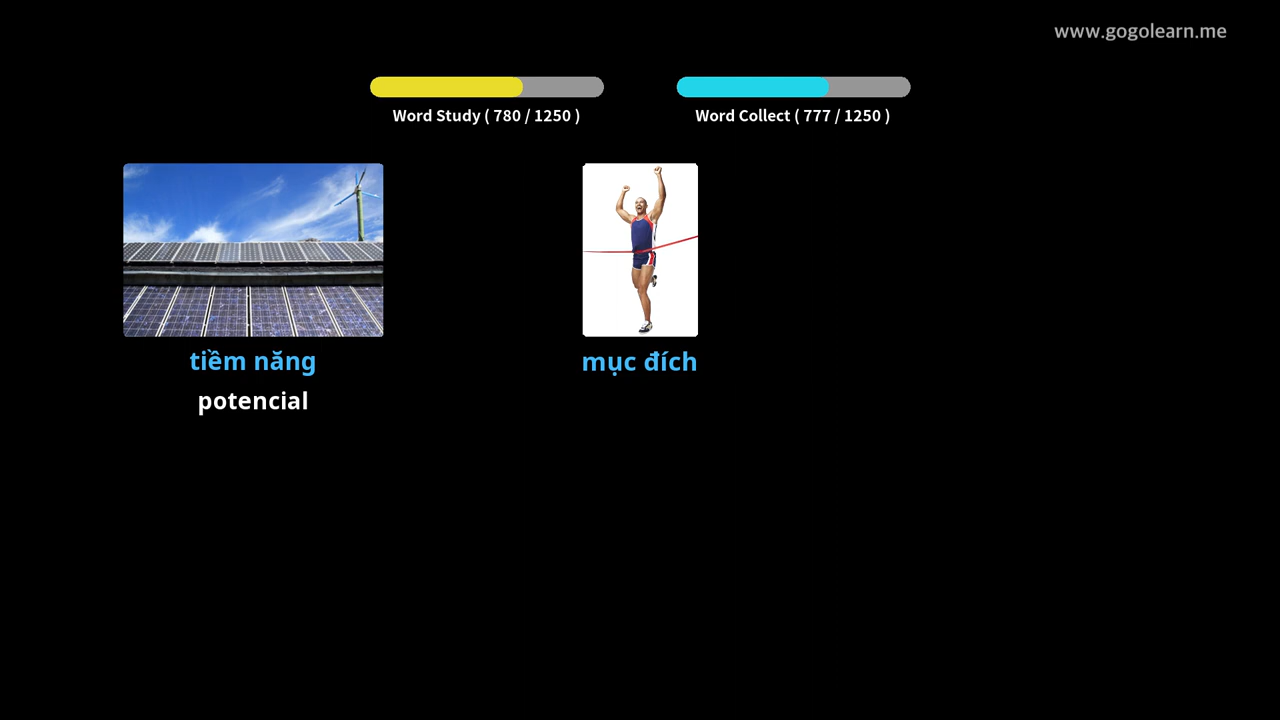 www.gogolearn.me
Word Study ( 780 / 1250 )
Word Collect ( 777 / 1250 )
tiềm năng
potencial
mục đích